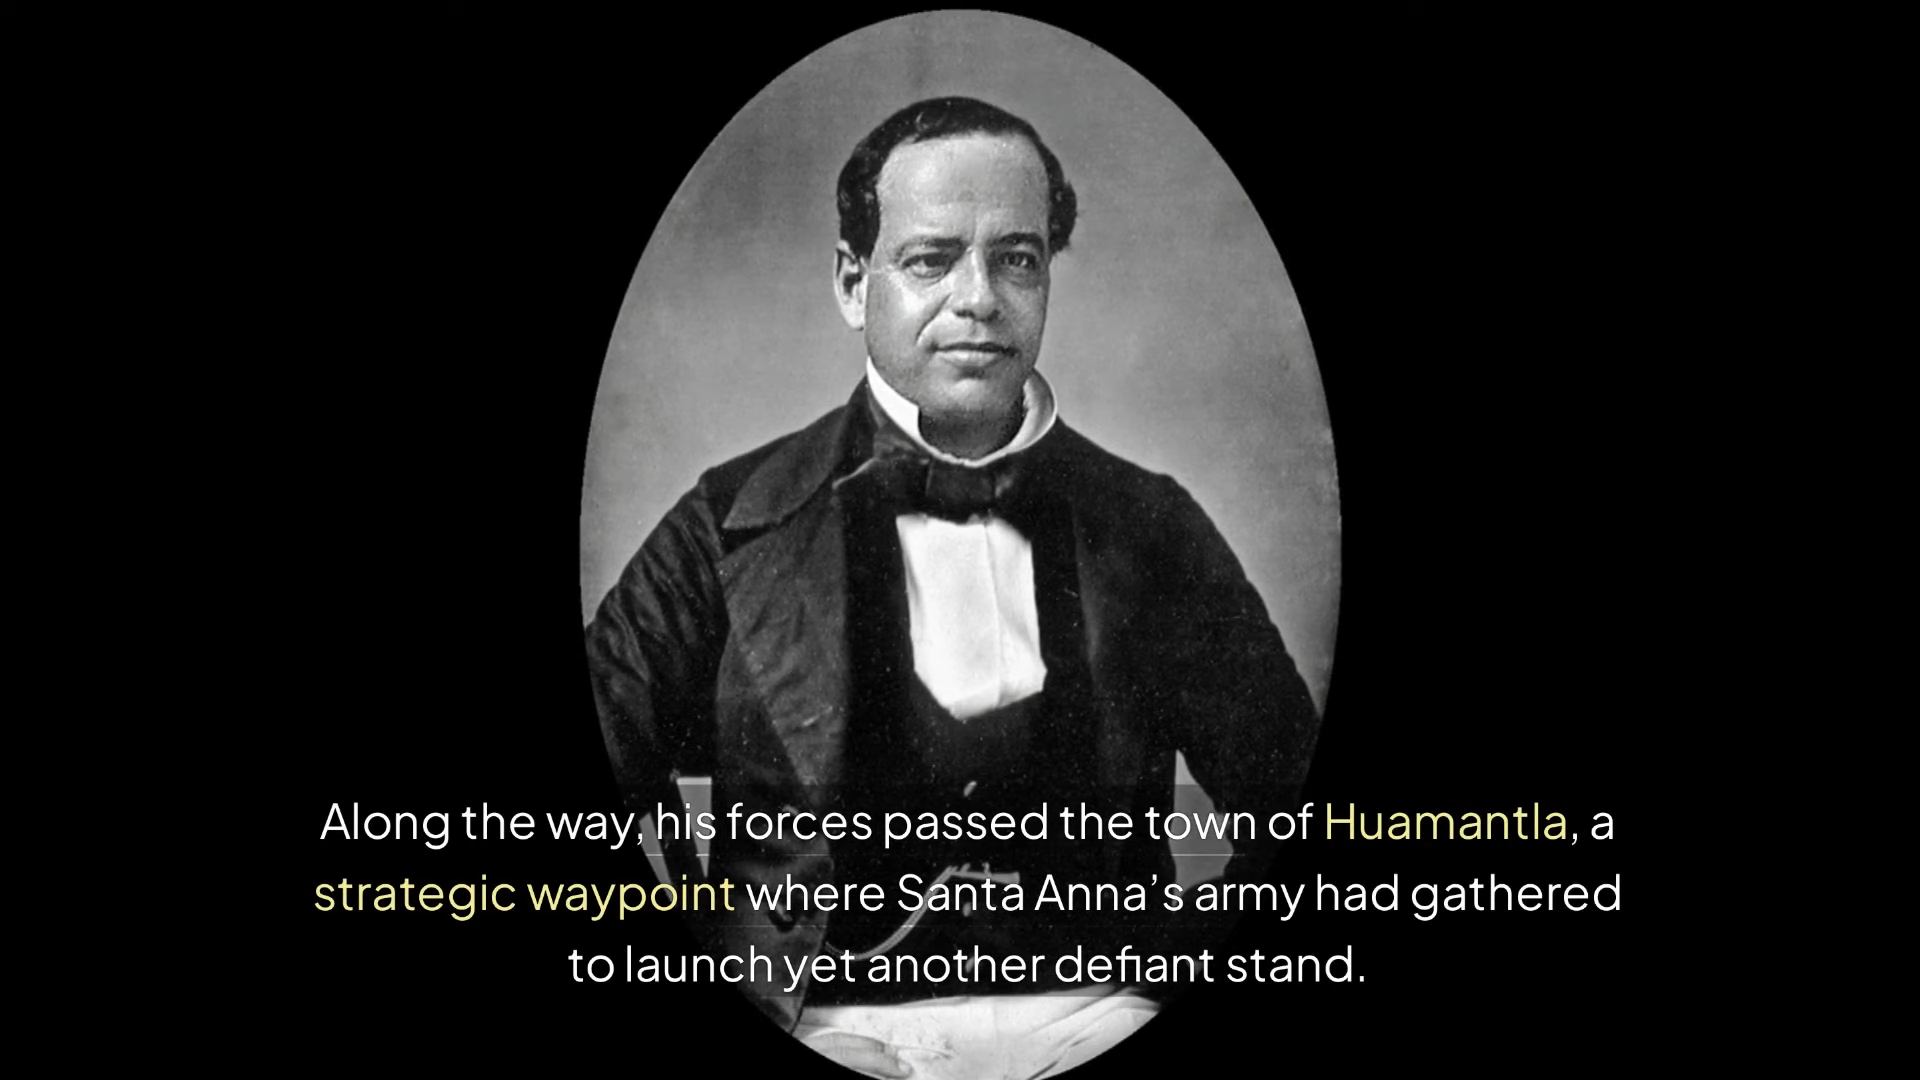 Along the way, his forces passed the town of Huamantla, a
strategic waypoint where Santa Anna’s army had gathered
to launch yet another defiant stand.